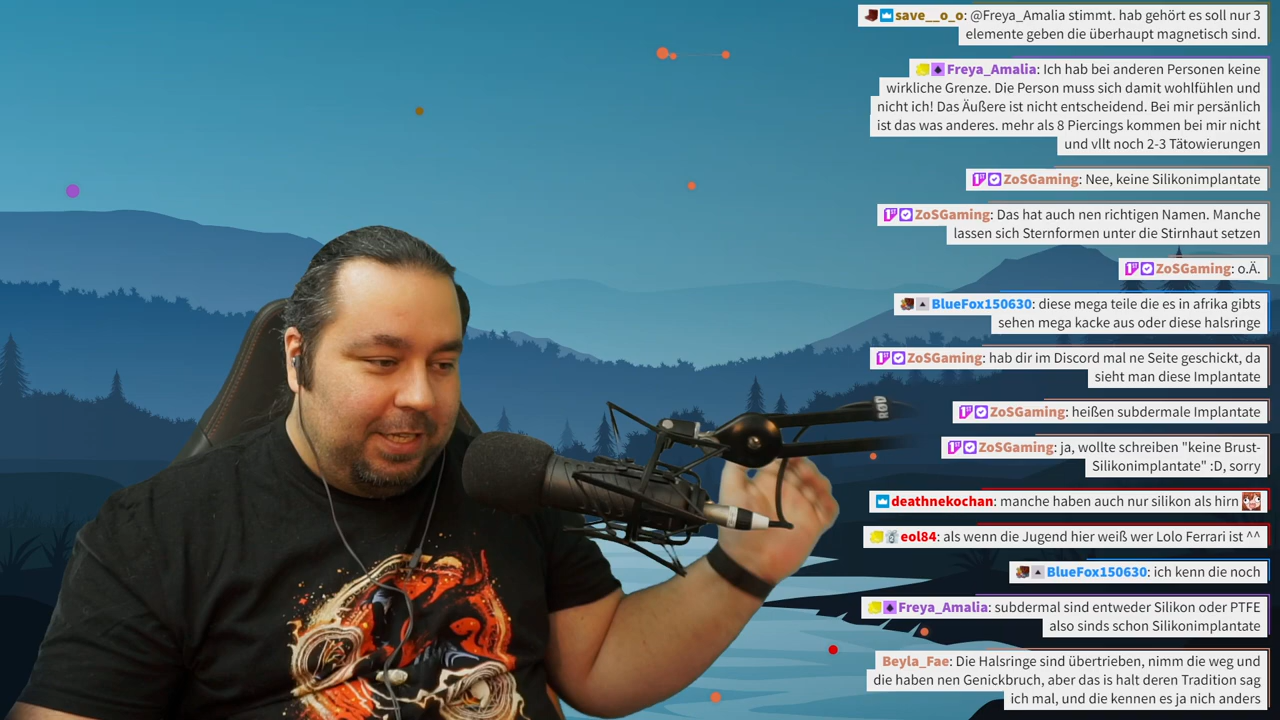 save__o_o: @Freya_Amalia stimmt. hab gehört es soll nur 3
elemente geben die überhaupt magnetisch sind.
Freya_Amalia: Ich hab bei anderen Personen keine
wirkliche Grenze. Die Person muss sich damit wohlfühlen und
nicht ich! Das Äußere ist nicht entscheidend. Bei mir persänlich
ist das was anderes. mehr als 8 Piercings kommen bei mir nicht
und vllt noch 2-3 Tätowierungen
ZoSGaming: Nee, keine Silikonimplantate
ZoSGaming: Das hat auch nen richtigen Namen. Manche
lassen sich Sternformen unter die Stirnhaut setzen
ZoSGaming: o.Ä.
BlueFox150630: diese mega teile die es in afrika gibts
sehen mega kacke aus oder diese halsringe
ZoSGaming: hab dir im Discord mal ne Seite geschickt, da
sieht man diese Implantate
ZoSGaming: heißen subdermale Implantate
ZoSGaming: ja, wollte schreiben "keine Brust-
Silikonimplantate" :D, sorry
deathnekochan: manche haben auch nur silikon als hirn
eol84: als wenn die Jugend hier weiß wer Lolo Ferrari ist ^^
BlueFox150630: ich kenn die noch
Freya_Amalia: subdermal sind entweder Silikon oder PTFE
also sinds schon Silikonimplantate
Beyla_Fae: Die Halsringe sind übertrieben, nimm die weg und
die haben nen Genickbruch, aber das is halt deren Tradition sag
ich mal, und die kennen es ja nich anders